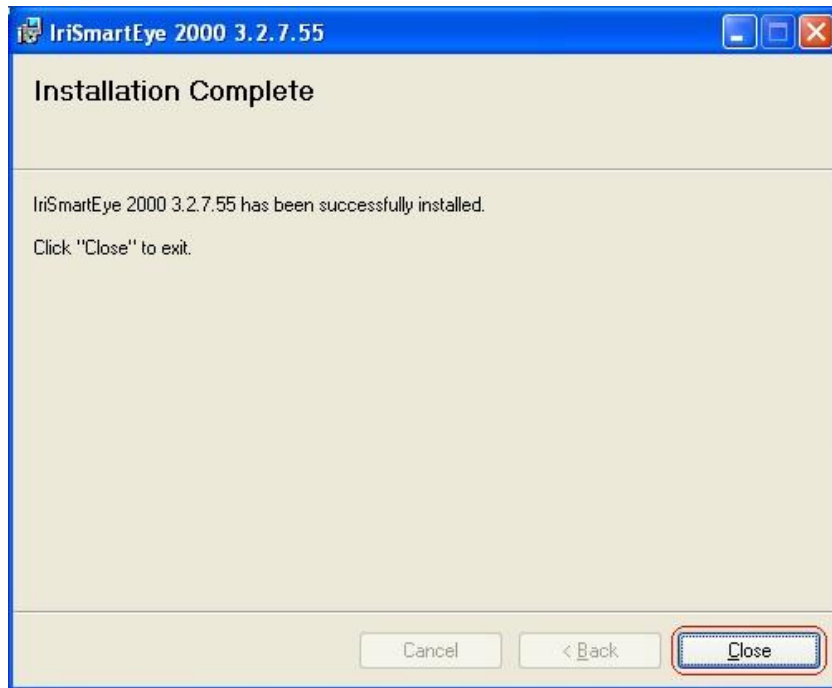 IriSmartEye 2000 3.2.7.55
Installation Complete
IriSmartEye 2000 3.2.7.55 has been successfully installed.
Click "Close" to exit.
Cancel
< Back
Close